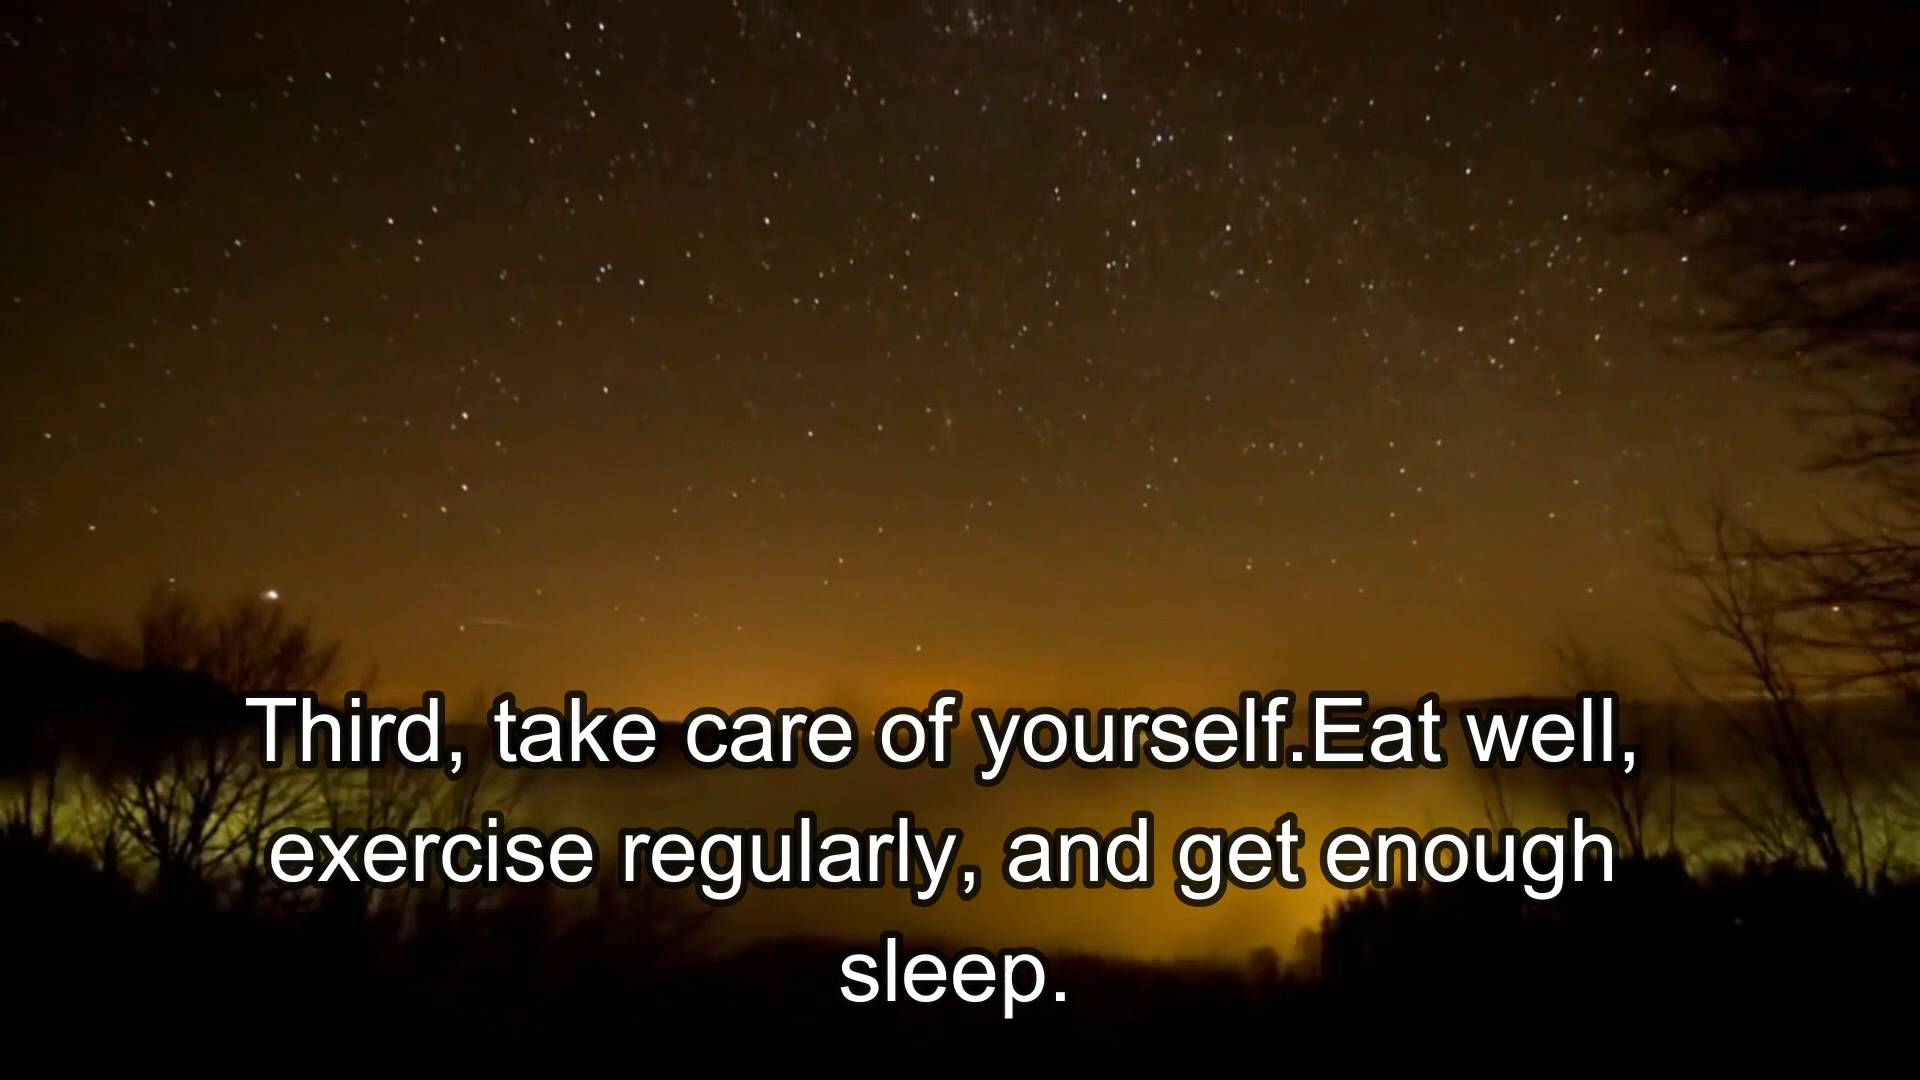 Third, take care of yourself.Eat well,
exercise regularly, and get enough
sleep.